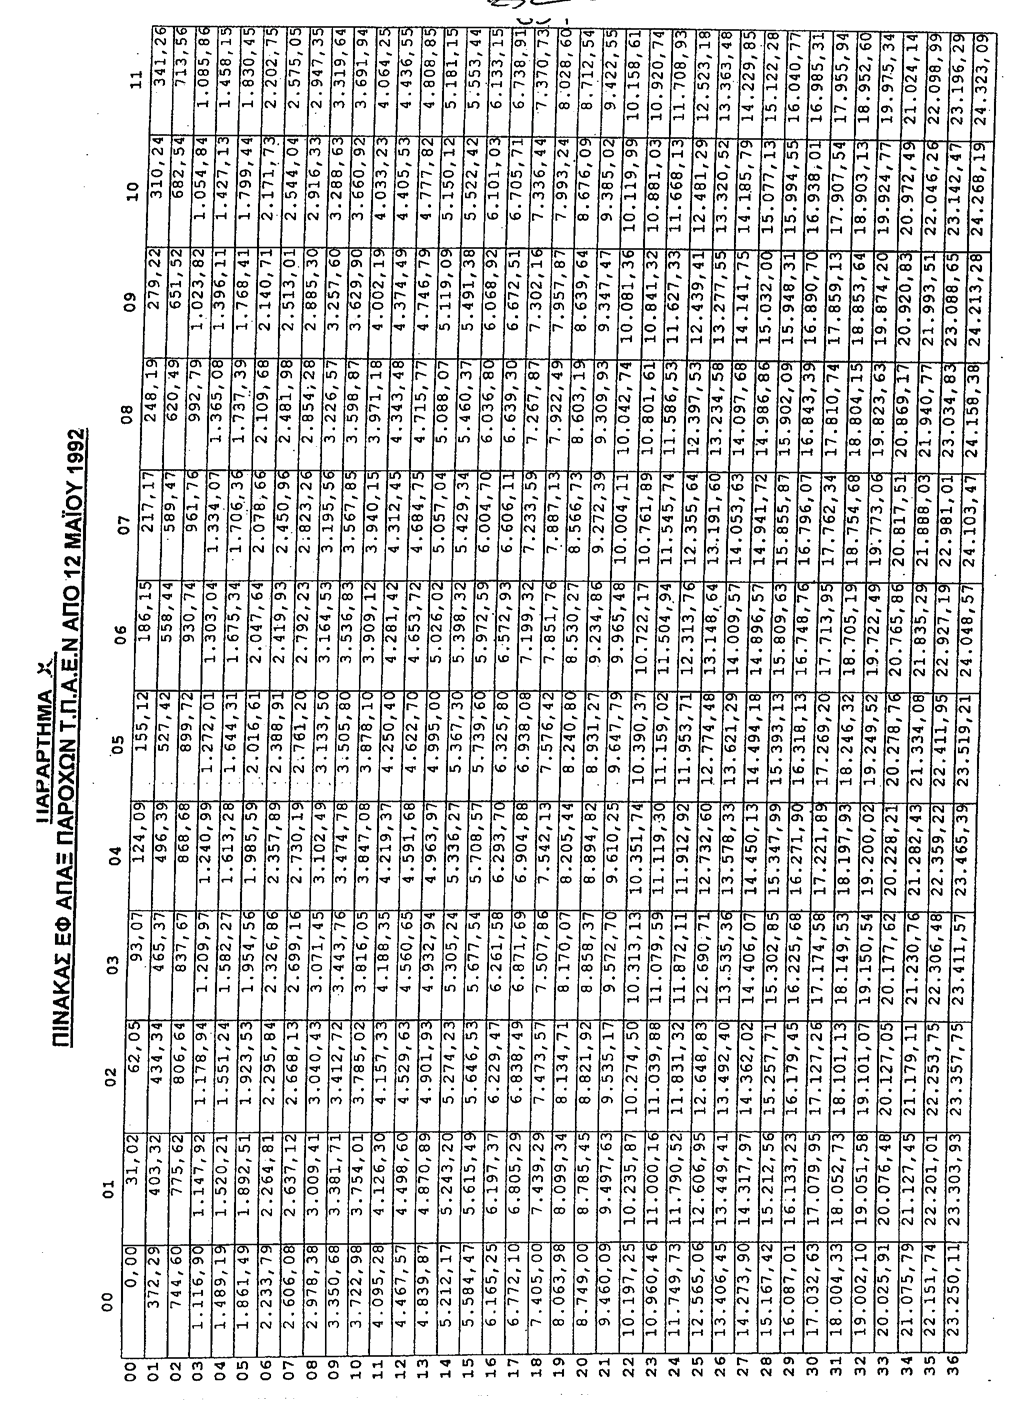 ΠΑΡΑΡΤΗΜΑ X
ΠΙΝΑΚΑΣ ΕΦ ΑΠΑΞ ΠΑΡΟΧΩΝ Τ.Π.Α.Ε.Ν ΑΠΟ 12 ΜΑΪΟΥ 1992
00 01 02 03 04 05 06 07 08 09 10 11
00 0,00 31,02 62,05 93,07 124,09 155,12 186,15 217,17 248,19 279,22 310,24 341,26
01 372,29 403,32 434,34 465,37 496,39 527,42 558,44 589,47 620,49 651,52 682,54 713,56
02 744,60 775,62 806,64 837,67 868,68 899,72 930,74 961,76 992,79 1.023,82 1.054,84 1.085,86
03 1.116,90 1.147,92 1.178,94 1.209,97 1.240,99 1.272,01 1.303,04 1.334,07 1.365,08 1.396,11 1.427,13 1.458,15
04 1.489,19 1.520,21 1.551,24 1.582,27 1.613,28 1.644,31 1.675,34 1.706,36 1.737,39 1.768,41 1.799,44 1.830,45
05 1.861,49 1.892,51 1.923,53 1.954,56 1.985,59 2.016,61 2.047,64 2.078,66 2.109,68 2.140,71 2.171,73 2.202,75
06 2.233,79 2.264,81 2.295,84 2.326,86 2.357,89 2.388,91 2.419,93 2.450,96 2.481,98 2.513,01 2.544,04 2.575,05
07 2.606,08 2.637,12 2.668,13 2.699,16 2.730,19 2.761,20 2.792,23 2.823,26 2.854,28 2.885,30 2.916,33 2.947,35
08 2.978,38 3.009,41 3.040,43 3.071,45 3.102,49 3.133,50 3.164,53 3.195,56 3.226,57 3.257,60 3.288,63 3.319,64
09 3.350,68 3.381,71 3.412,72 3.443,76 3.474,78 3.505,80 3.536,83 3.567,85 3.598,87 3.629,90 3.660,92 3.691,94
10 3.722,98 3.754,01 3.785,02 3.816,05 3.847,08 3.878,10 3.909,12 3.940,15 3.971,18 4.002,19 4.033,23 4.064,25
11 4.095,28 4.126,30 4.157,33 4.188,35 4.219,37 4.250,40 4.281,42 4.312,45 4.343,48 4.374,49 4.405,53 4.436,55
12 4.467,57 4.498,60 4.529,63 4.560,65 4.591,68 4.622,70 4.653,72 4.684,75 4.715,77 4.746,79 4.777,82 4.808,85
13 4.839,87 4.870,89 4.901,93 4.932,94 4.963,97 4.995,00 5.026,02 5.057,04 5.088,07 5.119,09 5.150,12 5.181,15
14 5.212,17 5.243,20 5.274,23 5.305,24 5.336,27 5.367,30 5.398,32 5.429,34 5.460,37 5.491,38 5.522,42 5.553,44
15 5.584,47 5.615,49 5.646,53 5.677,54 5.708,57 5.739,60 5.972,59 6.004,70 6.036,80 6.068,92 6.101,03 6.133,15
16 6.165,25 6.197,37 6.229,47 6.261,58 6.293,70 6.325,80 6.572,93 6.606,11 6.639,30 6.672,51 6.705,71 6.738,91
17 6.772,10 6.805,29 6.838,49 6.871,69 6.904,88 6.938,08 7.199,32 7.233,59 7.267,87 7.302,16 7.336,44 7.370,73
18 7.405,00 7.439,29 7.473,57 7.507,86 7.542,13 7.576,42 7.851,76 7.887,13 7.922,49 7.957,87 7.993,24 8.028,60
19 8.063,98 8.099,34 8.134,71 8.170,07 8.205,44 8.240,80 8.530,27 8.566,73 8.603,19 8.639,64 8.676,09 8.712,54
20 8.749,00 8.785,45 8.821,92 8.858,37 8.894,82 8.931,27 9.234,86 9.272,39 9.309,93 9.347,47 9.385,02 9.422,55
21 9.460,09 9.497,63 9.535,17 9.572,70 9.610,25 9.647,79 9.965,48 10.004,11 10.042,74 10.081,36 10.119,99 10.158,61
22 10.197,25 10.235,87 10.274,50 10.313,13 10.351,74 10.390,37 10.722,17 10.761,89 10.801,61 10.841,32 10.881,03 10.920,74
23 10.960,46 11.000,16 11.039,88 11.079,59 11.119,30 11.159,02 11.504,94 11.545,74 11.586,53 11.627,33 11.668,13 11.708,93
24 11.749,73 11.790,52 11.831,32 11.872,11 11.912,92 11.953,71 12.313,76 12.355,64 12.397,53 12.439,41 12.481,29 12.523,18
25 12.565,06 12.606,95 12.648,83 12.690,71 12.732,60 12.774,48 13.148,64 13.191,60 13.234,58 13.277,55 13.320,52 13.363,48
26 13.406,45 13.449,41 13.492,40 13.535,36 13.578,33 13.621,29 14.009,57 14.053,63 14.097,68 14.141,75 14.185,79 14.229,85
27 14.273,90 14.317,97 14.362,02 14.406,07 14.450,13 14.494,18 14.896,57 14.941,72 14.986,86 15.032,00 15.077,13 15.122,28
28 15.167,42 15.212,56 15.257,71 15.302,85 15.347,99 15.393,13 15.809,63 15.855,87 15.902,09 15.948,31 15.994,55 16.040,77
29 16.087,01 16.133,23 16.179,45 16.225,68 16.271,90 16.318,13 16.748,76 16.796,07 16.843,39 16.890,70 16.938,01 16.985,31
30 17.032,63 17.079,95 17.127,26 17.174,58 17.221,89 17.269,20 17.713,95 17.762,34 17.810,74 17.859,13 17.907,54 17.955,94
31 18.004,33 18.052,73 18.101,13 18.149,53 18.197,93 18.246,32 18.705,19 18.754,68 18.804,15 18.853,64 18.903,13 18.952,60
32 19.002,10 19.051,58 19.101,07 19.150,54 19.200,02 19.249,52 19.722,49 19.773,06 19.823,63 19.874,20 19.924,77 19.975,34
33 20.025,91 20.076,48 20.127,05 20.177,62 20.228,21 20.278,76 20.765,86 20.817,51 20.869,17 20.920,83 20.972,49 21.024,14
34 21.075,79 21.127,45 21.179,11 21.230,76 21.282,43 21.334,08 21.835,29 21.888,03 21.940,77 21.993,51 22.046,26 22.098,99
35 22.151,74 22.201,01 22.253,75 22.306,48 22.359,22 22.411,95 22.927,19 22.981,01 23.034,83 23.088,65 23.142,47 23.196,29
36 23.250,11 23.303,93 23.357,75 23.411,57 23.465,39 23.519,21 24.048,57 24.103,47 24.158,38 24.213,28 24.268,19 24.323,09